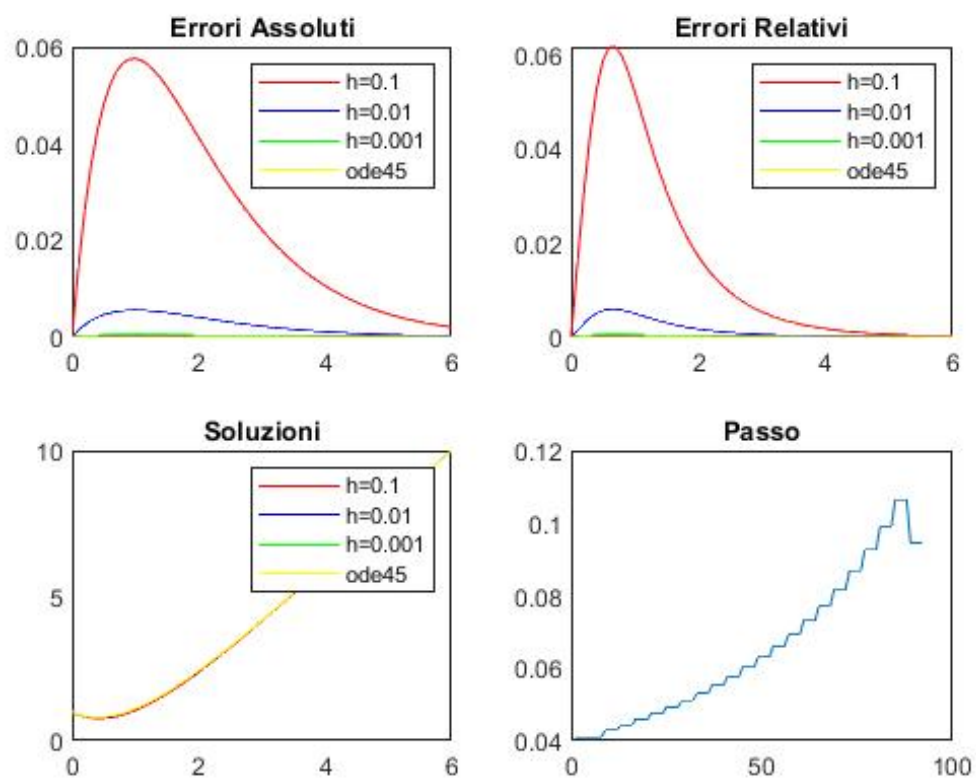 Errori Assoluti
0.06
0.04
0.02
0
0
2
4
6
h=0.1
h=0.01
h=0.001
ode45
Errori Relativi
0.06
0.04
0.02
0
0
2
4
6
h=0.1
h=0.01
h=0.001
ode45
Soluzioni
10
5
0
0
2
4
6
h=0.1
h=0.01
h=0.001
ode45
Passo
0.12
0.1
0.08
0.06
0.04
0
50
100